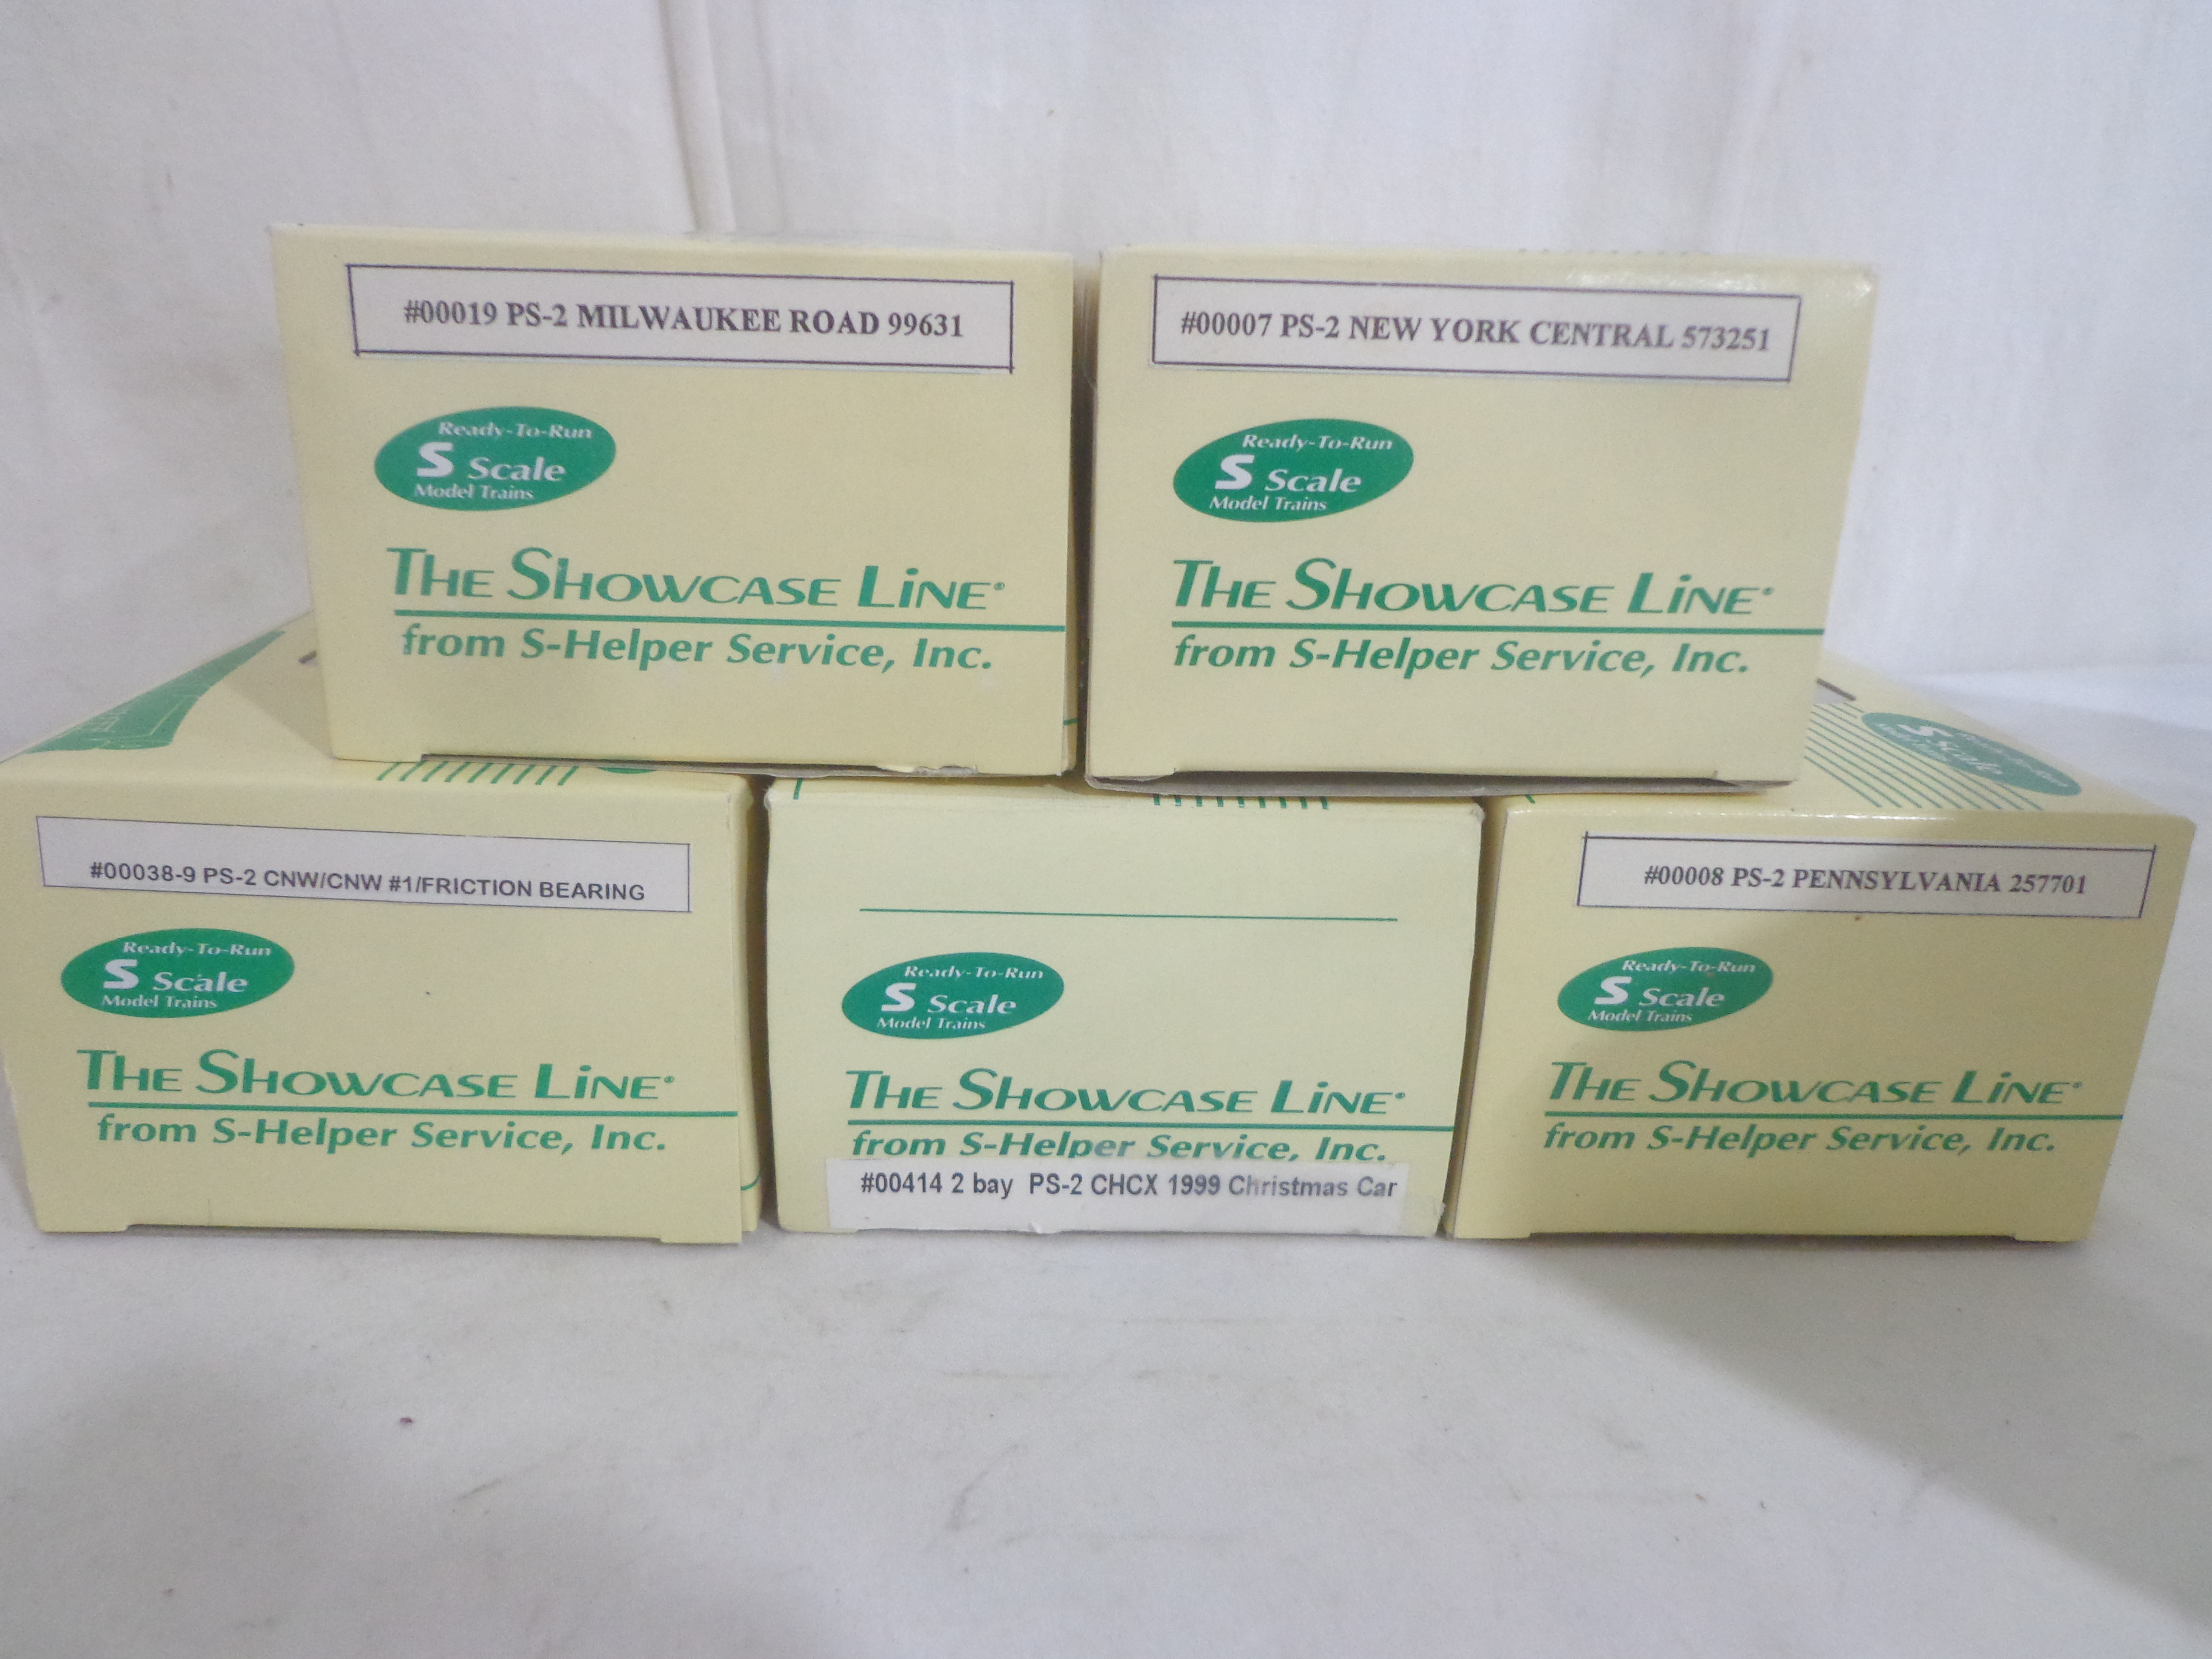 #00019 PS-2 MILWAUKEE ROAD 99631
Ready-To-Run
S Scale
Model Trains
THE SHOWCASE LiNE®
from S-Helper Service, Inc.
#00007 PS-2 NEW YORK CENTRAL 573251
Ready-To-Run
S Scale
Model Trains
THE SHOWCASE LiNE®
from S-Helper Service, Inc.
#00038-9 PS-2 CNW/CNW #1/FRICTION BEARING
Ready-To-Run
S Scale
Model Trains
THE SHOWCASE LiNE®
from S-Helper Service, Inc.
Ready-To-Run
S Scale
Model Trains
THE SHOWCASE LiNE®
from S-Helper Service, Inc.
#00414 2 bay PS-2 CHCX 1999 Christmas Car
S Scale
#00008 PS-2 PENNSYLVANIA 257701
Ready-To-Run
S Scale
Model Trains
THE SHOWCASE LiNE®
from S-Helper Service, Inc.